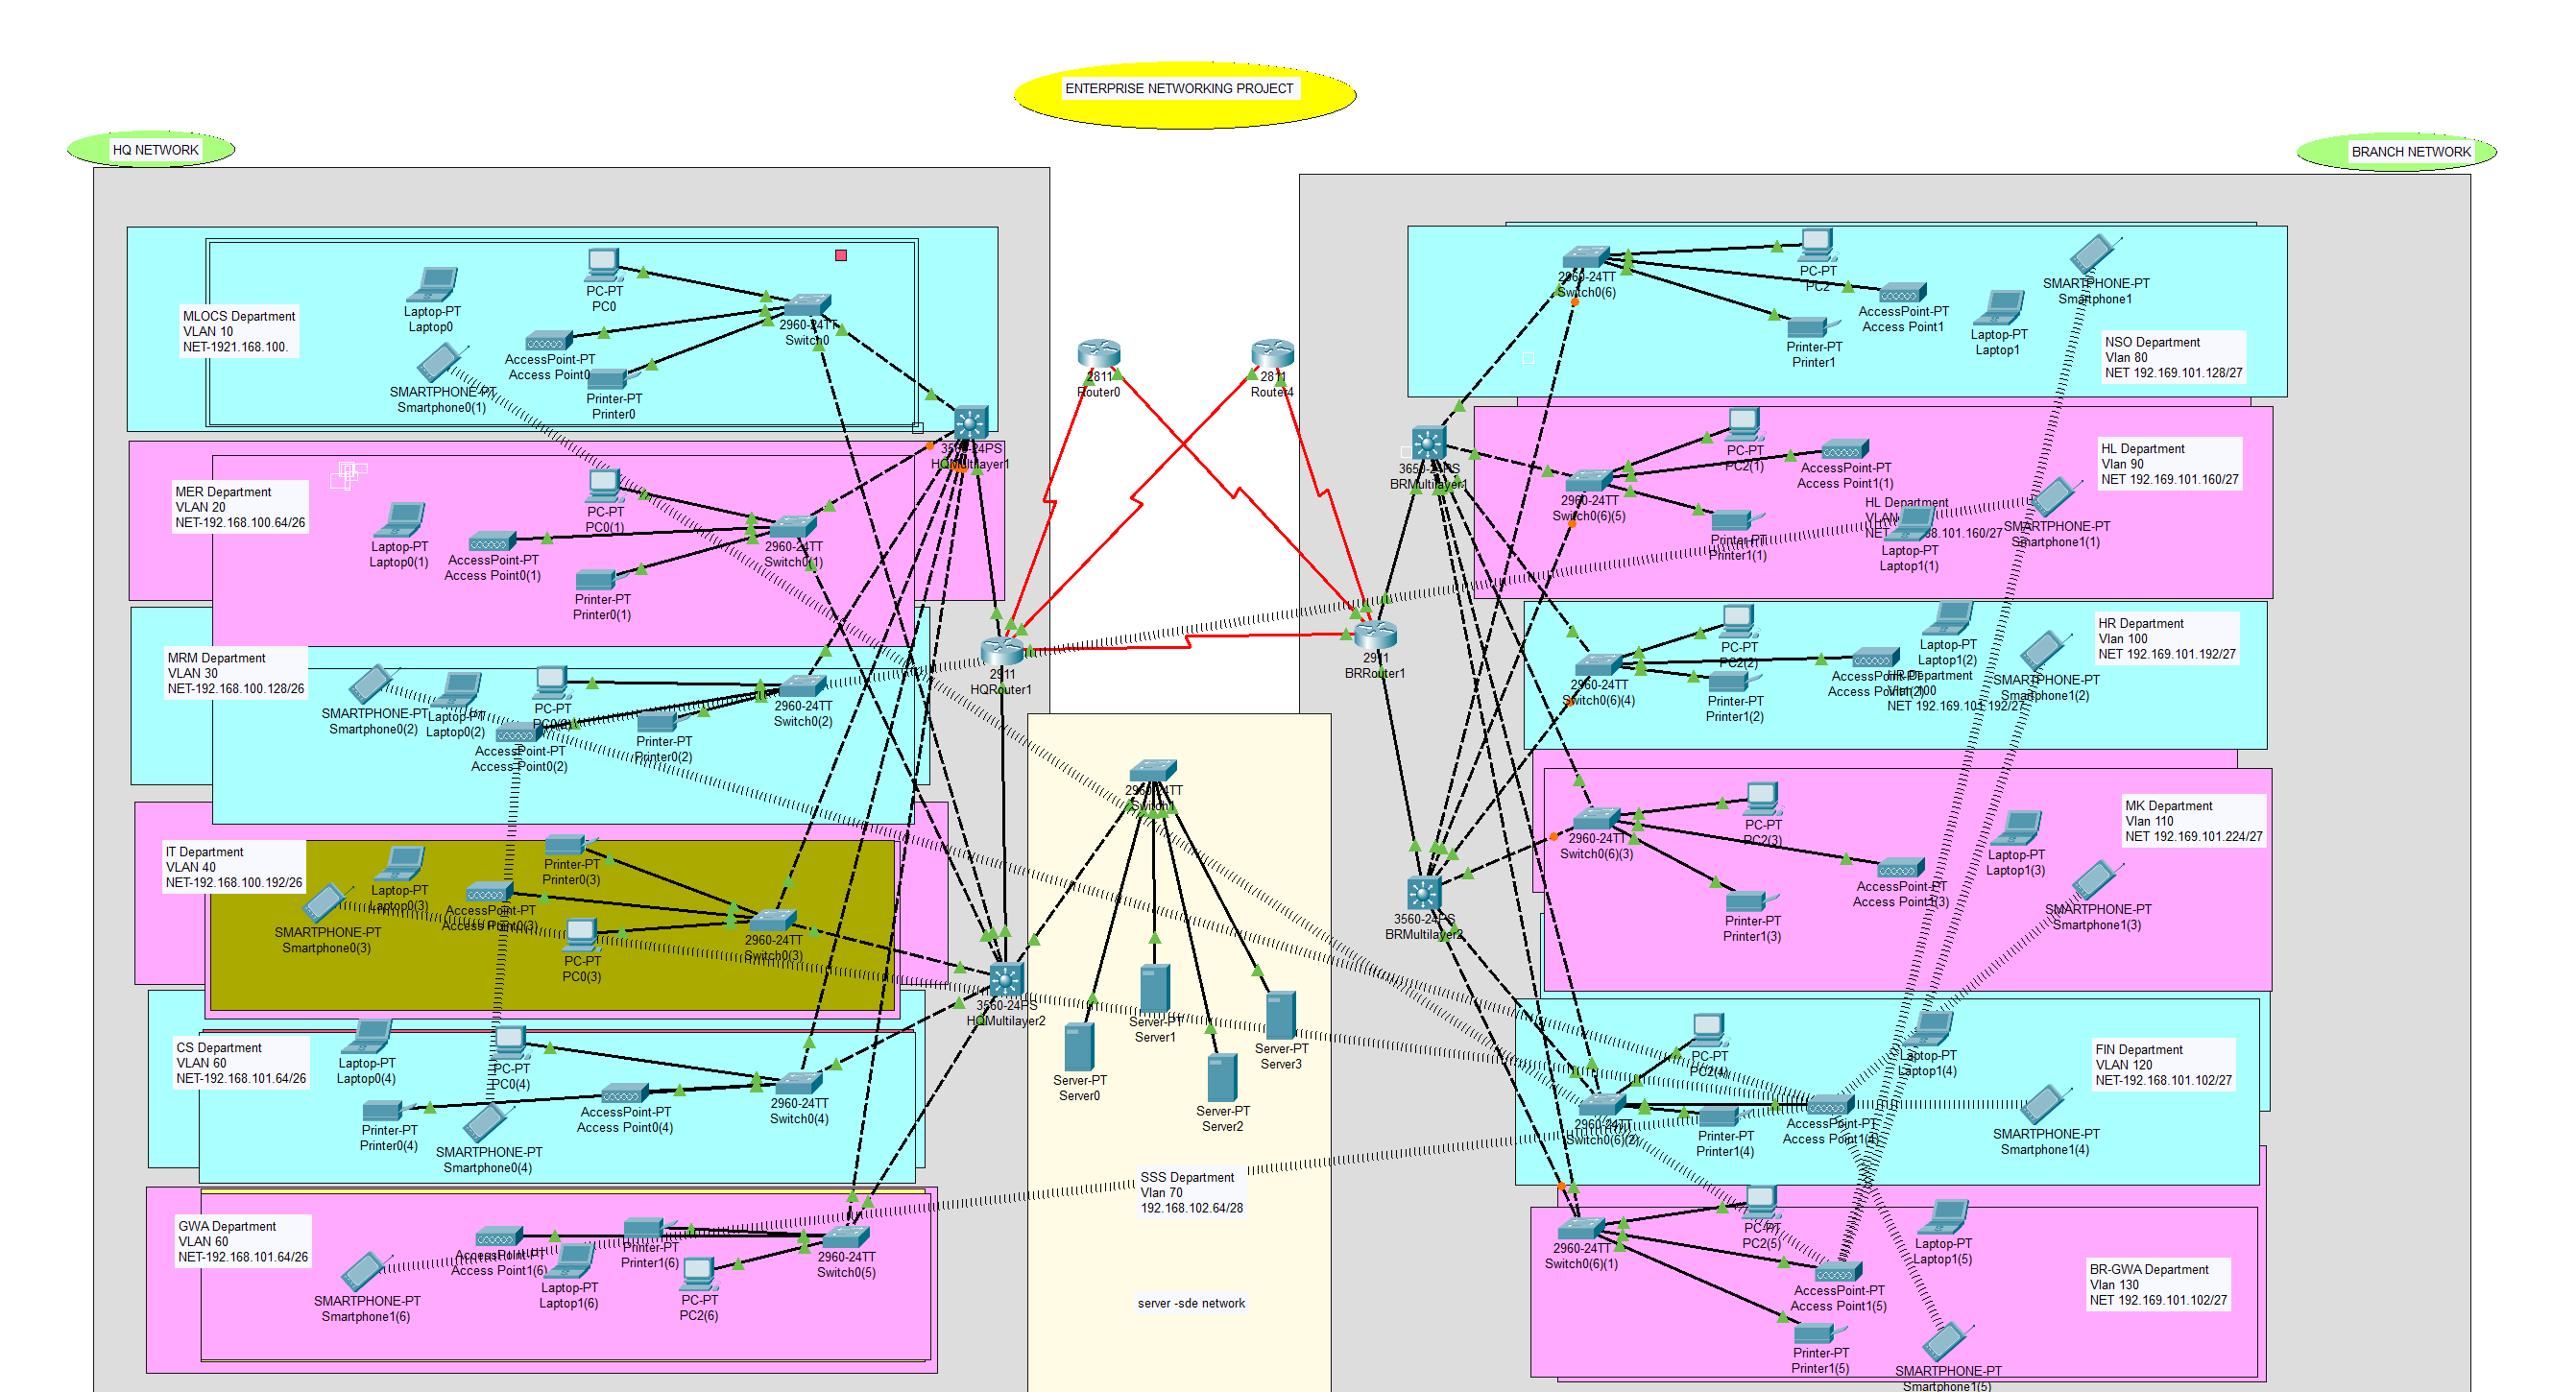 ENTERPRISE NETWORKING PROJECT
HQ NETWORK
BRANCH NETWORK
MLOCS Department
VLAN 10
NET-1921.168.100.
Laptop-PT
Laptop0
PC-PT
PC0
2960-24TT
Switch0
AccessPoint-PT
Access Point0
SMARTPHONE-PT
Smartphone0(1)
Printer-PT
Printer0
3560-24PS
HQMultilayer1
MER Department
VLAN 20
NET-192.168.100.64/26
Laptop-PT
Laptop0(1)
PC-PT
PC0(1)
AccessPoint-PT
Access Point0(1)
2960-24TT
Switch0(1)
Printer-PT
Printer0(1)
MRM Department
VLAN 30
NET-192.168.100.128/26
SMARTPHONE-PT
Smartphone0(2)
Laptop-PT
Laptop0(2)
PC-PT
PC0(2)
AccessPoint-PT
Access Point0(2)
Printer-PT
Printer0(2)
2960-24TT
Switch0(2)
2911
HQRouter1
IT Department
VLAN 40
NET-192.168.100.192/26
Printer-PT
Printer0(3)
Laptop-PT
Laptop0(3)
AccessPoint-PT
Access Point0(3)
SMARTPHONE-PT
Smartphone0(3)
PC-PT
PC0(3)
2960-24TT
Switch0(3)
3560-24PS
HQMultilayer2
CS Department
VLAN 60
NET-192.168.101.64/26
Laptop-PT
Laptop0(4)
PC-PT
PC0(4)
2960-24TT
Switch0(4)
AccessPoint-PT
Access Point0(4)
Printer-PT
Printer0(4)
SMARTPHONE-PT
Smartphone0(4)
GWA Department
VLAN 60
NET-192.168.101.64/26
AccessPoint-PT
Access Point1(6)
Printer-PT
Printer1(6)
2960-24TT
Switch0(5)
Laptop-PT
Laptop1(6)
SMARTPHONE-PT
Smartphone1(6)
PC-PT
PC2(6)
2811
Router0
2811
Router4
2960-24TT
Switch1
Server-PT
Server1
Server-PT
Server3
Server-PT
Server0
Server-PT
Server2
SSS Department
Vlan 70
192.168.102.64/28
server -sde network
2960-24TT
Switch0(6)
PC-PT
PC2
AccessPoint-PT
Access Point1
SMARTPHONE-PT
Smartphone1
Laptop-PT
Laptop1
Printer-PT
Printer1
NSO Department
Vlan 80
NET 192.169.101.128/27
3650-24PS
BRMultilayer1
PC-PT
PC2(1)
AccessPoint-PT
Access Point1(1)
2960-24TT
Switch0(6)(5)
Printer-PT
Printer1(1)
HL Department
Laptop-PT
Laptop1(1)
SMARTPHONE-PT
Smartphone1(1)
HL Department
Vlan 90
NET 192.169.101.160/27
2911
BRRouter1
2960-24TT
Switch0(6)(4)
PC-PT
PC2(2)
Printer-PT
Printer1(2)
Laptop-PT
Laptop1(2)
HR Department
Vlan 100
NET 192.169.101.192/27
SMARTPHONE-PT
Smartphone1(2)
HR Department
Vlan 100
NET 192.169.101.192/27
2960-24TT
Switch0(6)(3)
PC-PT
PC2(3)
AccessPoint-PT
Access Point1(3)
Laptop-PT
Laptop1(3)
Printer-PT
Printer1(3)
SMARTPHONE-PT
Smartphone1(3)
MK Department
Vlan 110
NET 192.169.101.224/27
3560-24PS
BRMultilayer2
PC-PT
PC2(4)
Laptop-PT
Laptop1(4)
2960-24TT
Switch0(6)(2)
Printer-PT
Printer1(4)
AccessPoint-PT
Access Point1(4)
SMARTPHONE-PT
Smartphone1(4)
FIN Department
VLAN 120
NET-192.168.101.102/27
2960-24TT
Switch0(6)(1)
PC-PT
PC2(5)
Laptop-PT
Laptop1(5)
AccessPoint-PT
Access Point1(5)
Printer-PT
Printer1(5)
SMARTPHONE-PT
Smartphone1(5)
BR-GWA Department
Vlan 130
NET 192.169.101.102/27